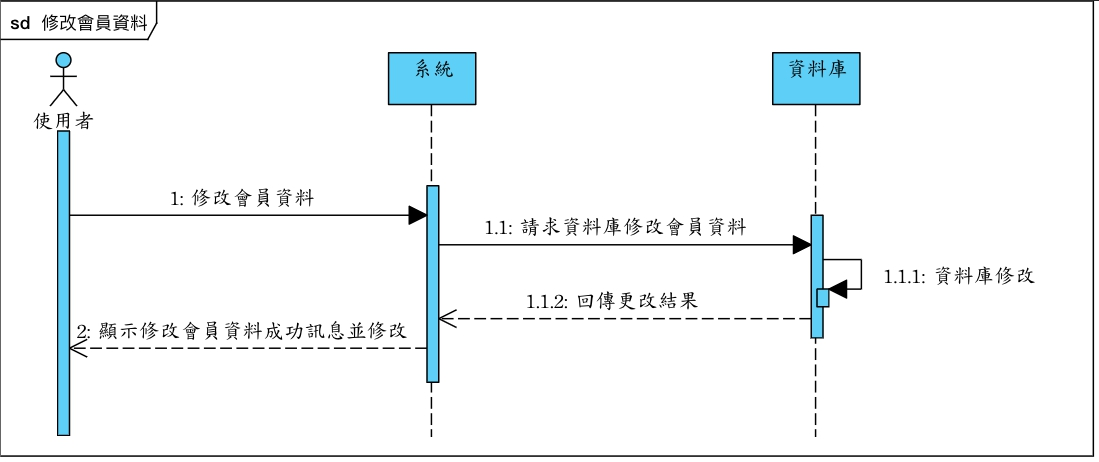 sd 修改會員資料
系統
資料庫
使用者
1: 修改會員資料
1.1: 請求資料庫修改會員資料
1.1.1: 資料庫修改
1.1.2: 回傳更改結果
2: 顯示修改會員資料成功訊息並修改